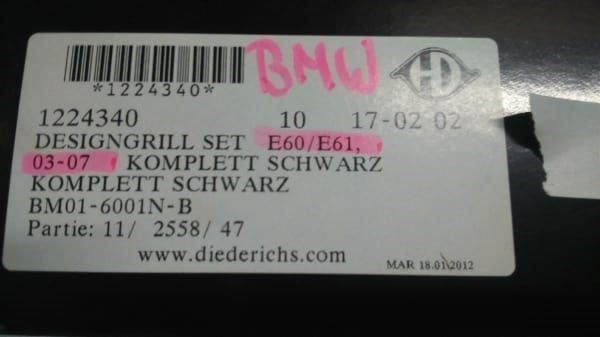 BMW
HD
*1224340*
1224340 10 17-02 02
DESIGNGRILL SET E60/E61,
03-07 KOMPLETT SCHWARZ
KOMPLETT SCHWARZ
BM01-6001N-B
Partie: 11/ 2558/ 47
www.diederichs.com
MAR 18.01.2012